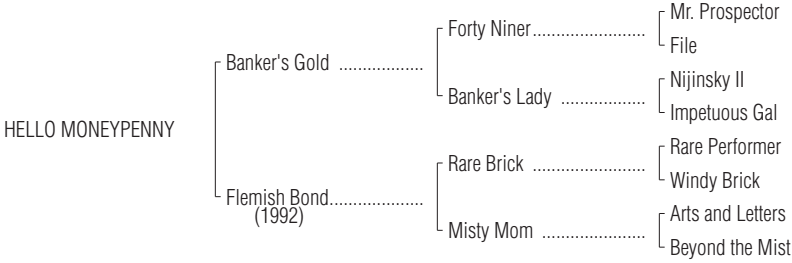 Mr. Prospector
Forty Niner........................
File
Banker's Gold ..................
Nijinsky II
Banker's Lady ..................
Impetuous Gal
HELLO MONEYPENNY
Rare Performer
Rare Brick ........................
Windy Brick
Flemish Bond....................
(1992)
Arts and Letters
Misty Mom ......................
Beyond the Mist